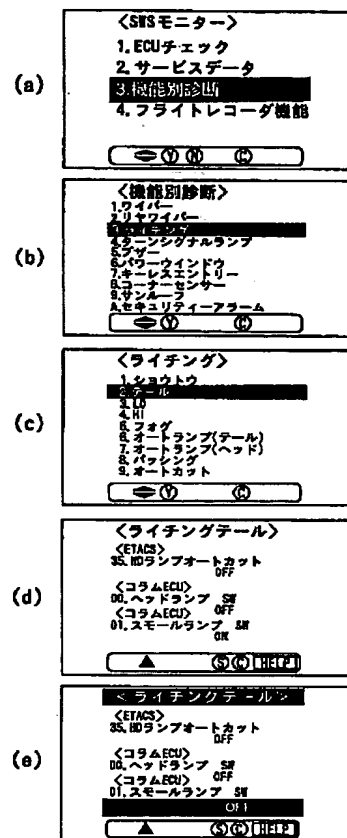 (a)
<SWSモニター>
1.ECUチェック
2.サービスデータ
3.機能別診断
4.フライトレコーダ機能
Ⓨ Ⓝ Ⓒ
(b)
<機能別診断>
1.ワイパー
2.リヤワイパー
3.ライチング
4.ターンシグナルランプ
5.ブザー
6.パワーウインドウ
7.キーレスエントリー
8.コーナーセンサー
9.サンルーフ
A.セキュリティーアラーム
Ⓨ Ⓒ
(c)
<ライチング>
1.ショウトウ
2.テール
3.LO
4.HI
5.フォグ
6.オートランプ(テール)
7.オートランプ(ヘッド)
8.パッシング
9.オートカット
Ⓨ Ⓒ
(d)
<ライチングテール>
<ETACS>
35.HDランプオートカット
OFF
<コラムECU>
00.ヘッドランプ SW
<コラムECU> OFF
01.スモールランプ SW
ON
▲ Ⓢ Ⓒ HELP
(e)
<ライチングテール>
<ETACS>
35.HDランプオートカット
OFF
<コラムECU>
00.ヘッドランプ SW
<コラムECU> OFF
01.スモールランプ SW
OFF
▲ Ⓢ Ⓒ HELP